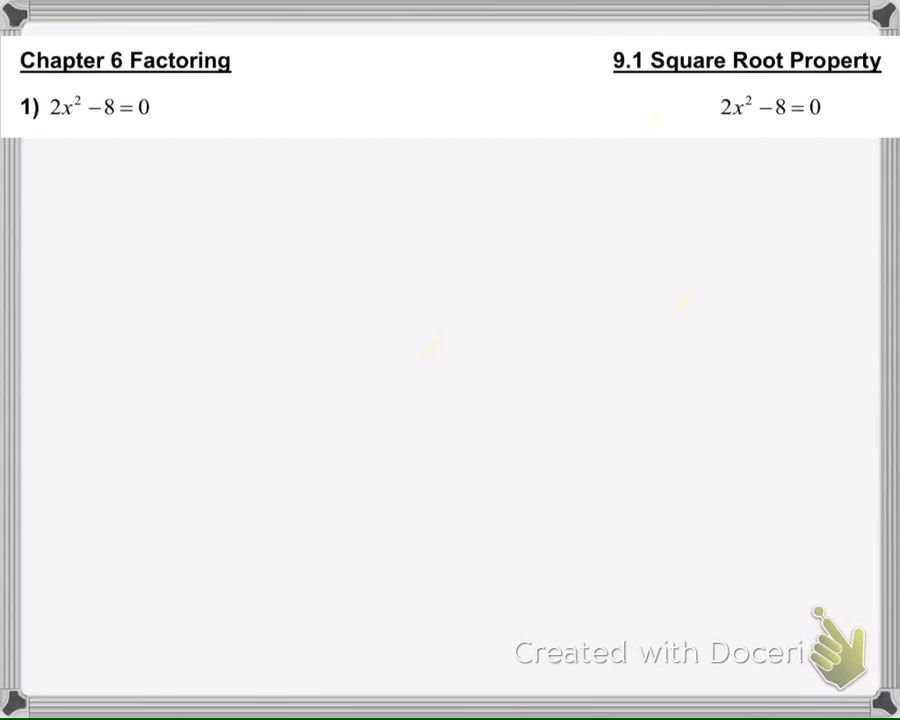 Chapter 6 Factoring
9.1 Square Root Property
1) 2x² – 8 = 0
2x² – 8 = 0
Created with Doceri